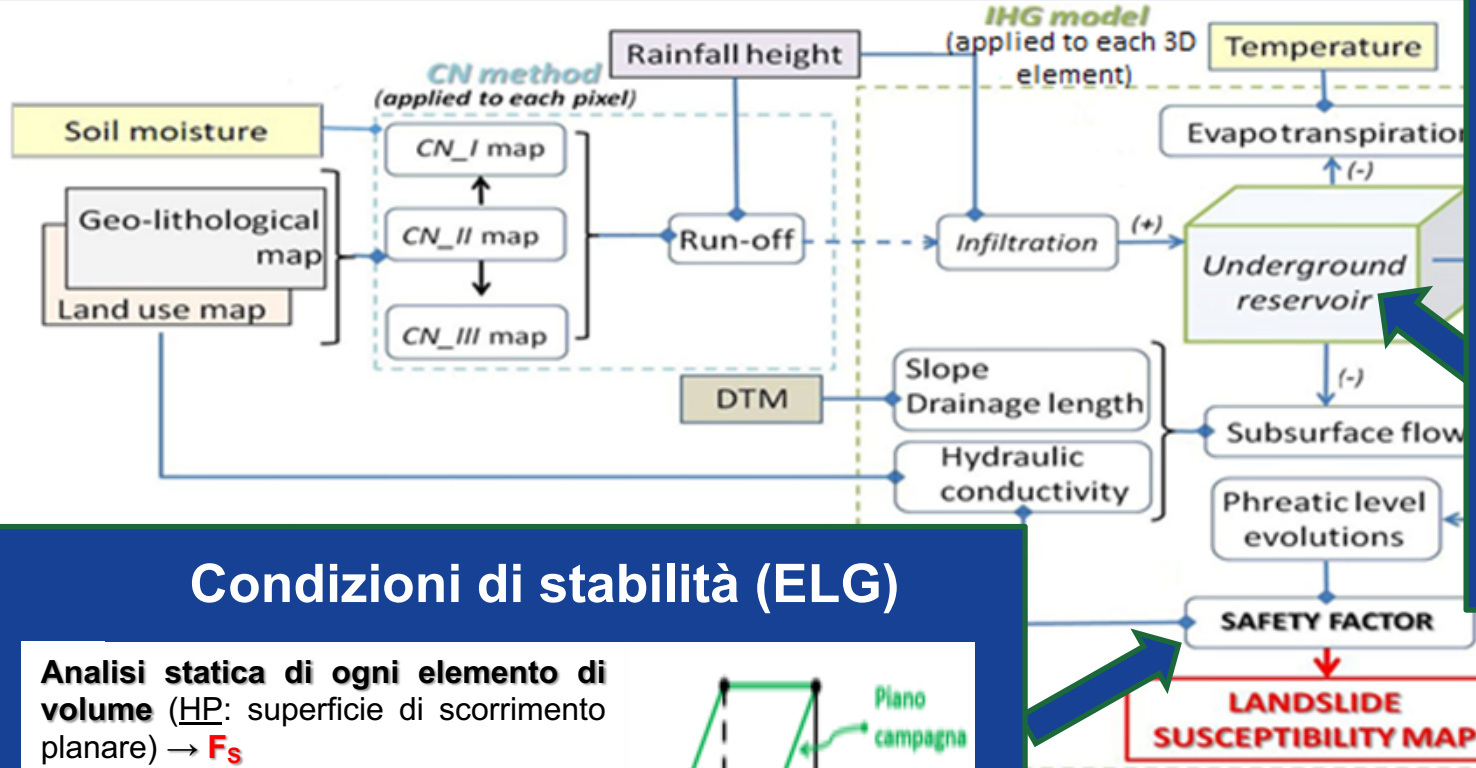 IHG model
(applied to each 3D
element)
Rainfall height
Temperature
CN method
(applied to each pixel)
Soil moisture
CN_I map
Evapotranspiration
(-)
Geo-lithological
map
Land use map
CN_II map
Run-off
Infiltration
(+)
Underground
reservoir
CN_III map
(-)
DTM
Slope
Drainage length
Subsurface flow
Hydraulic
conductivity
Phreatic level
evolutions
SAFETY FACTOR
LANDSLIDE
SUSCEPTIBILITY MAP
Condizioni di stabilità (ELG)
Analisi statica di ogni elemento di
volume (HP: superficie di scorrimento
planare) → FS
Piano
campagna